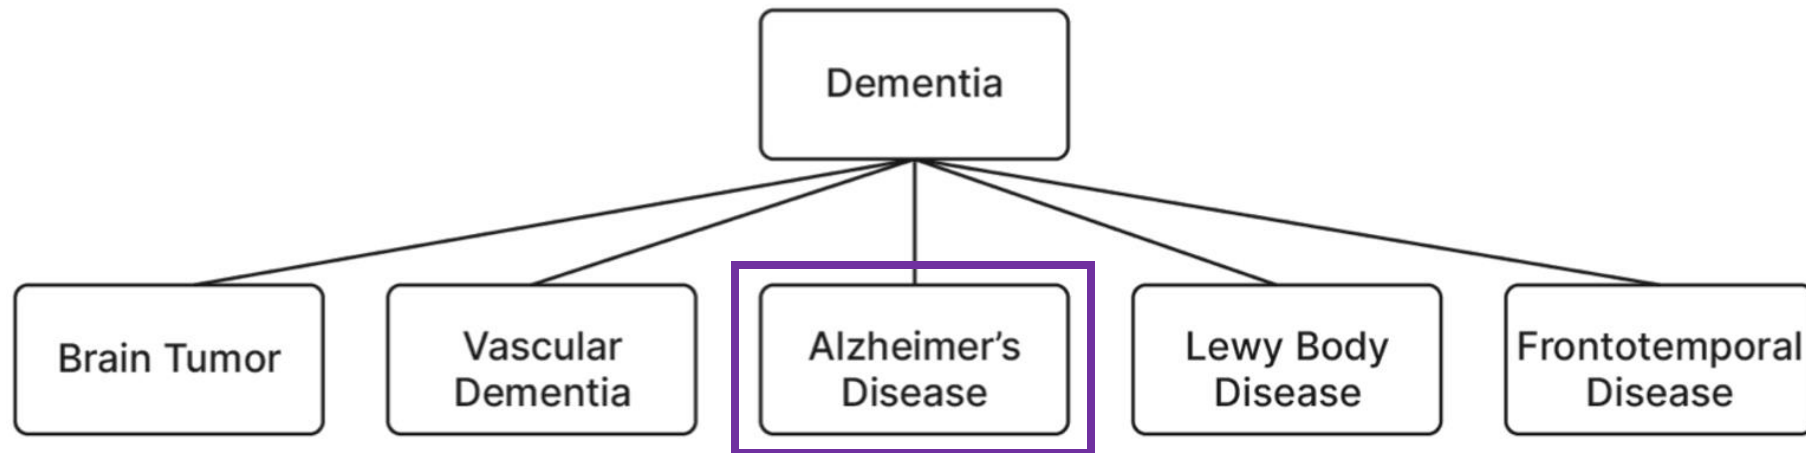 Dementia
Brain Tumor
Vascular
Dementia
Alzheimer’s
Disease
Lewy Body
Disease
Frontotemporal
Disease